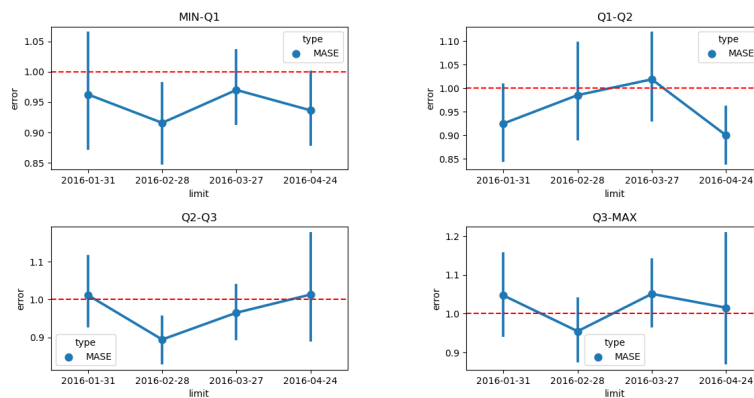 MIN-Q1
error
1.05
1.00
0.95
0.90
0.85
type
MASE
2016-01-31 2016-02-28 2016-03-27 2016-04-24
limit
Q1-Q2
error
1.10
1.05
1.00
0.95
0.90
0.85
type
MASE
2016-01-31 2016-02-28 2016-03-27 2016-04-24
limit
Q2-Q3
error
1.1
1.0
0.9
type
MASE
2016-01-31 2016-02-28 2016-03-27 2016-04-24
limit
Q3-MAX
error
1.2
1.1
1.0
0.9
type
MASE
2016-01-31 2016-02-28 2016-03-27 2016-04-24
limit